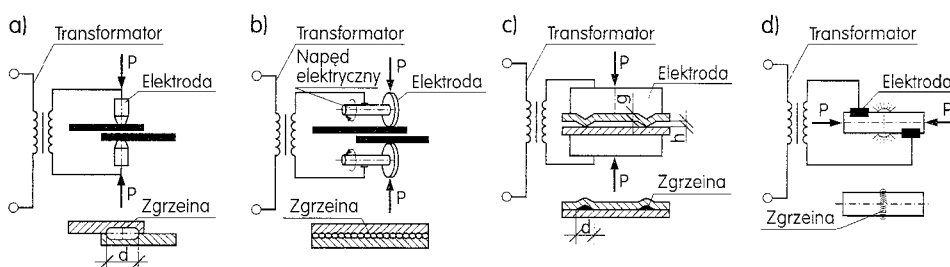 a)
Transformator
P
Elektroda
P
Zgrzeina
d
b)
Transformator
Napęd
elektryczny
P
Elektroda
P
Zgrzeina
c)
Transformator
P
Elektroda
g
h
P
Zgrzeina
d
d)
Transformator
Elektroda
P
P
Zgrzeina